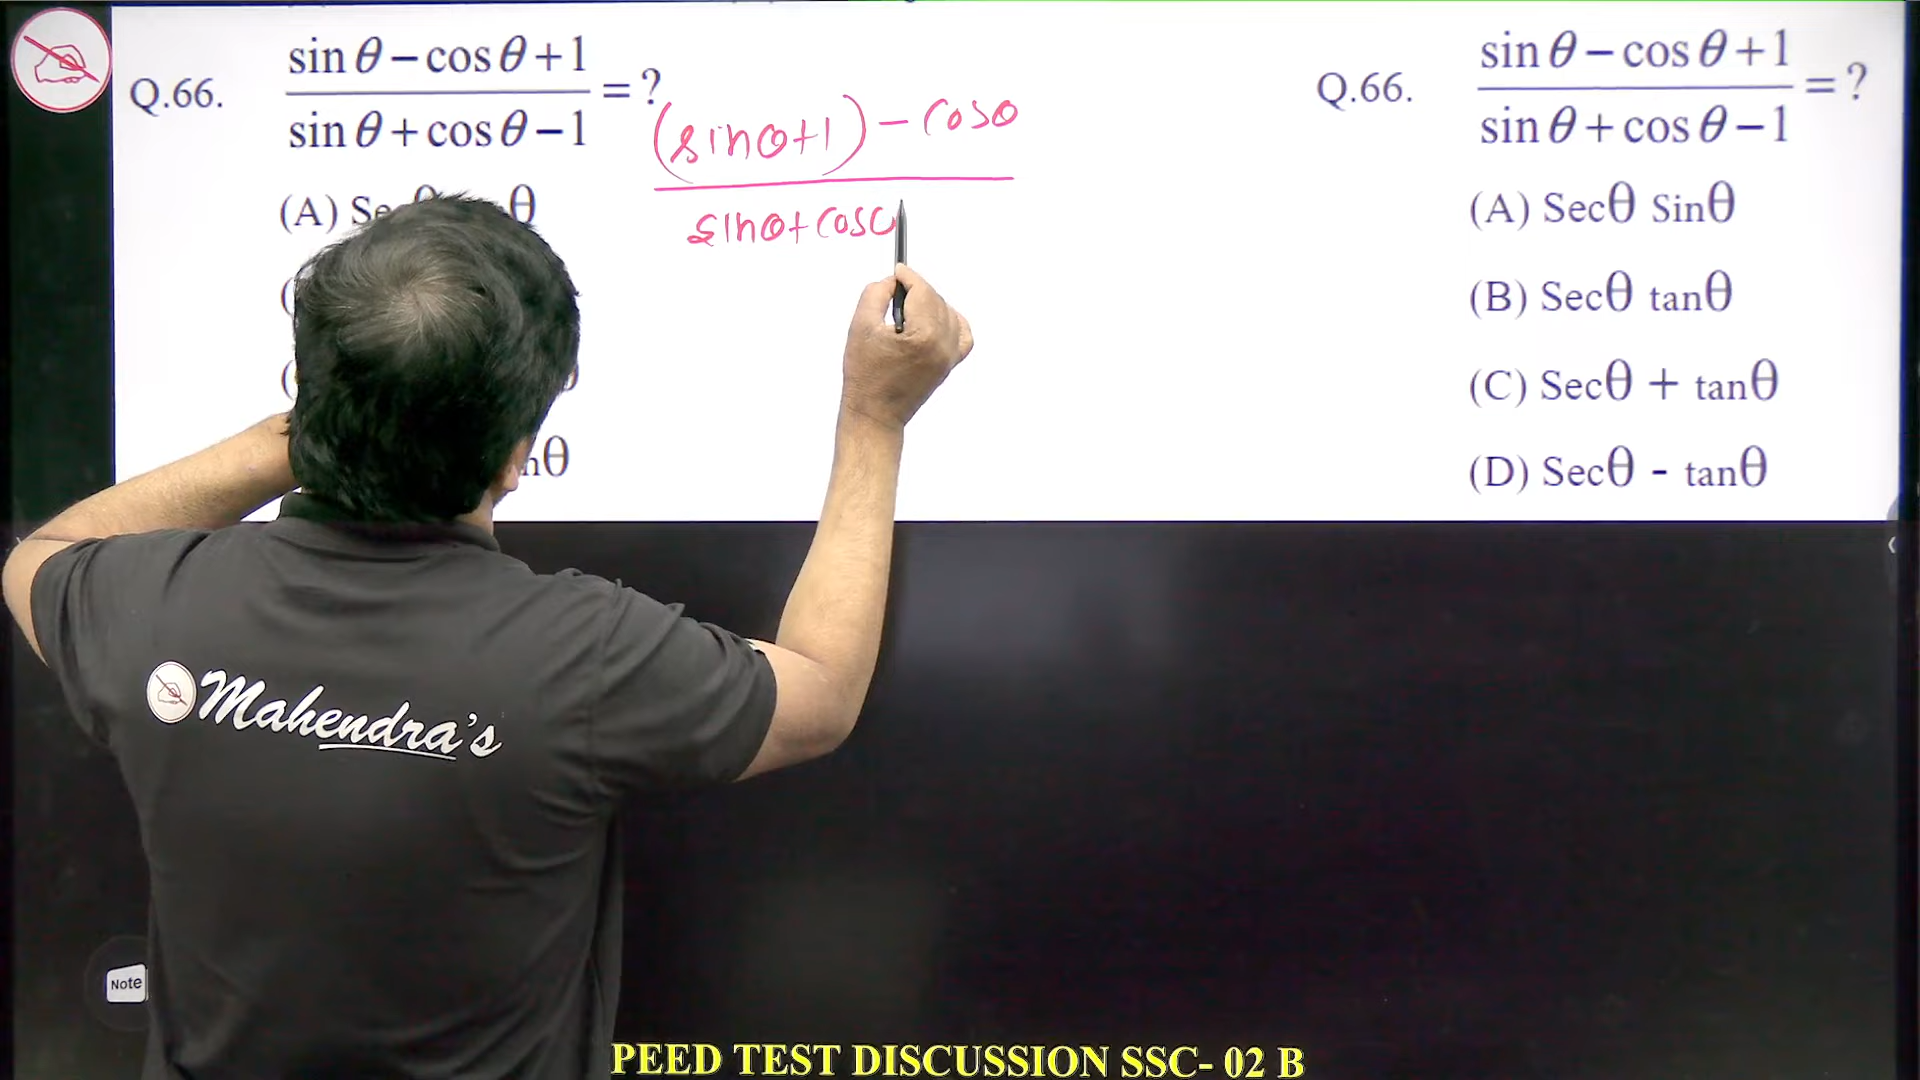 Q.66. sin θ – cos θ + 1 / sin θ + cos θ – 1 = ?
(sinθ+1) – cosθ
sinθ+cos
(A) Se θ
θ
Mahendra's
Note
Q.66. sin θ – cos θ + 1 / sin θ + cos θ – 1 = ?
(A) Secθ Sinθ
(B) Secθ tanθ
(C) Secθ + tanθ
(D) Secθ - tanθ
PEED TEST DISCUSSION SSC- 02 B